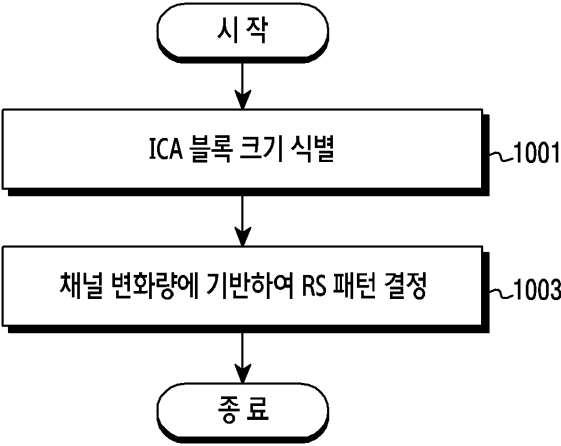 시 작
ICA 블록 크기 식별
1001
채널 변화량에 기반하여 RS 패턴 결정
1003
종 료